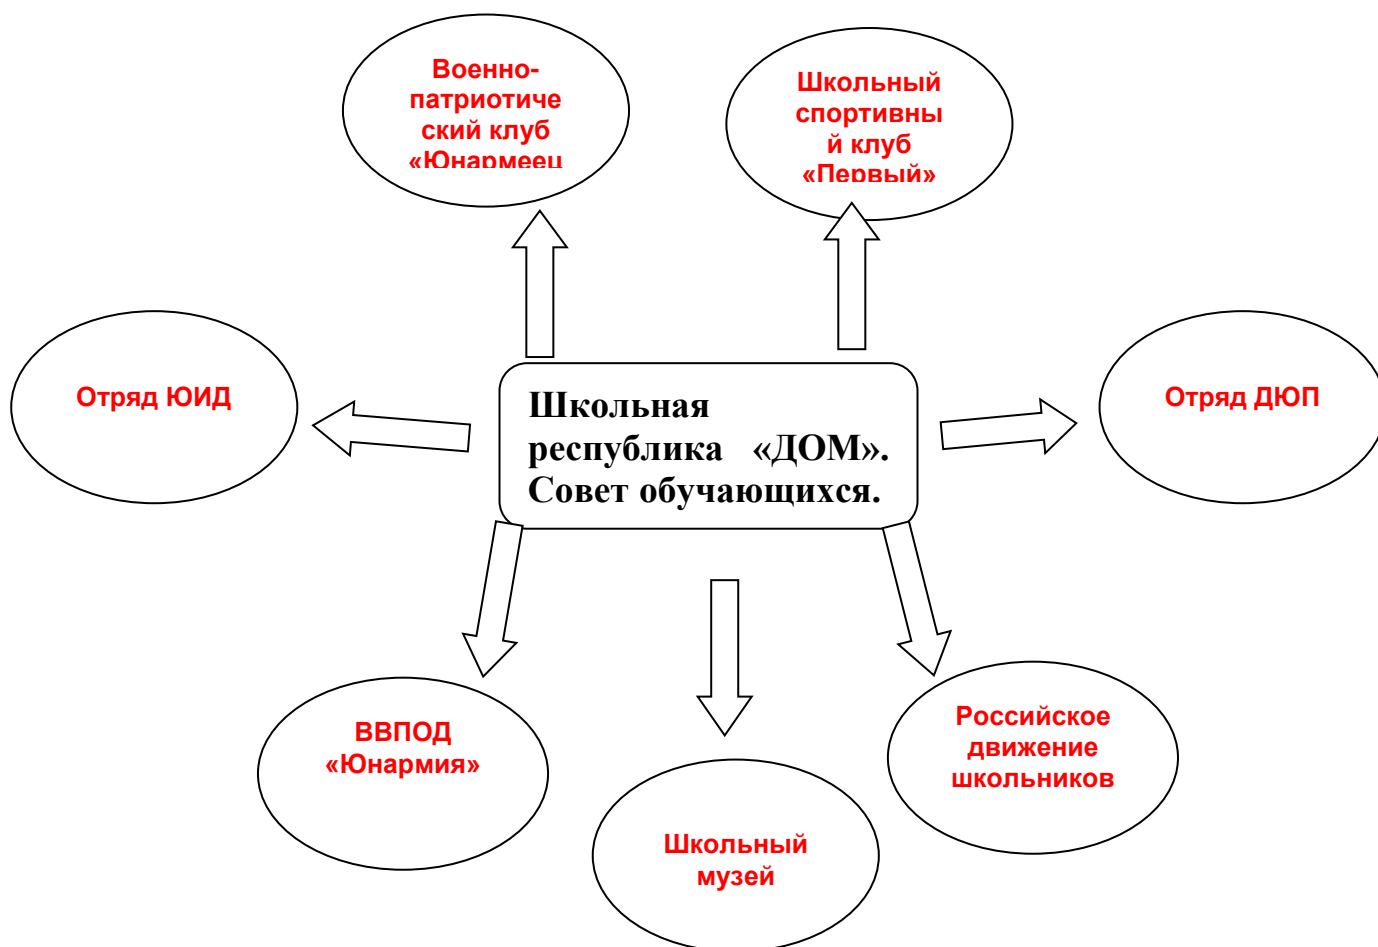 Военно-
патриотиче
ский клуб
«Юнармеец
Школьный
спортивны
й клуб
«Первый»
Отряд ЮИД
Школьная
республика «ДОМ».
Совет обучающихся.
Отряд ДЮП
ВВПОД
«Юнармия»
Школьный
музей
Российское
движение
школьников